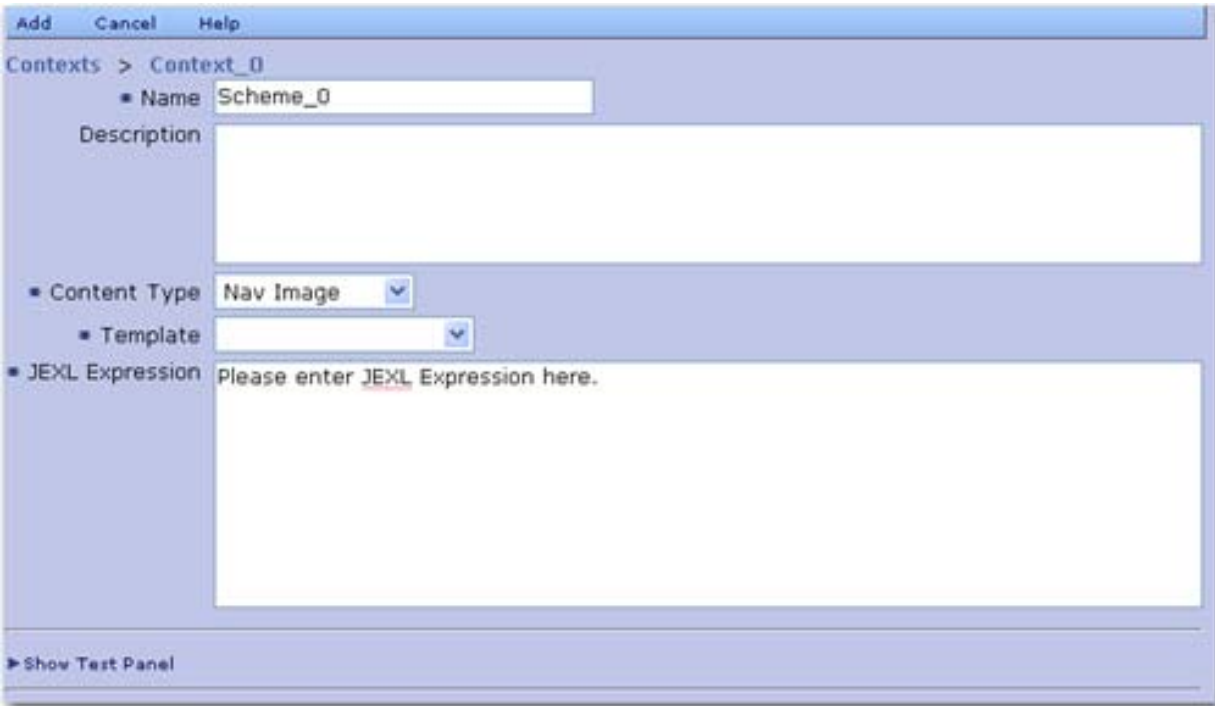 Add Cancel Help
Contexts > Context_0
Name Scheme_0
Description
Content Type Nav Image
Template
JEXL Expression Please enter JEXL Expression here.
Show Test Panel